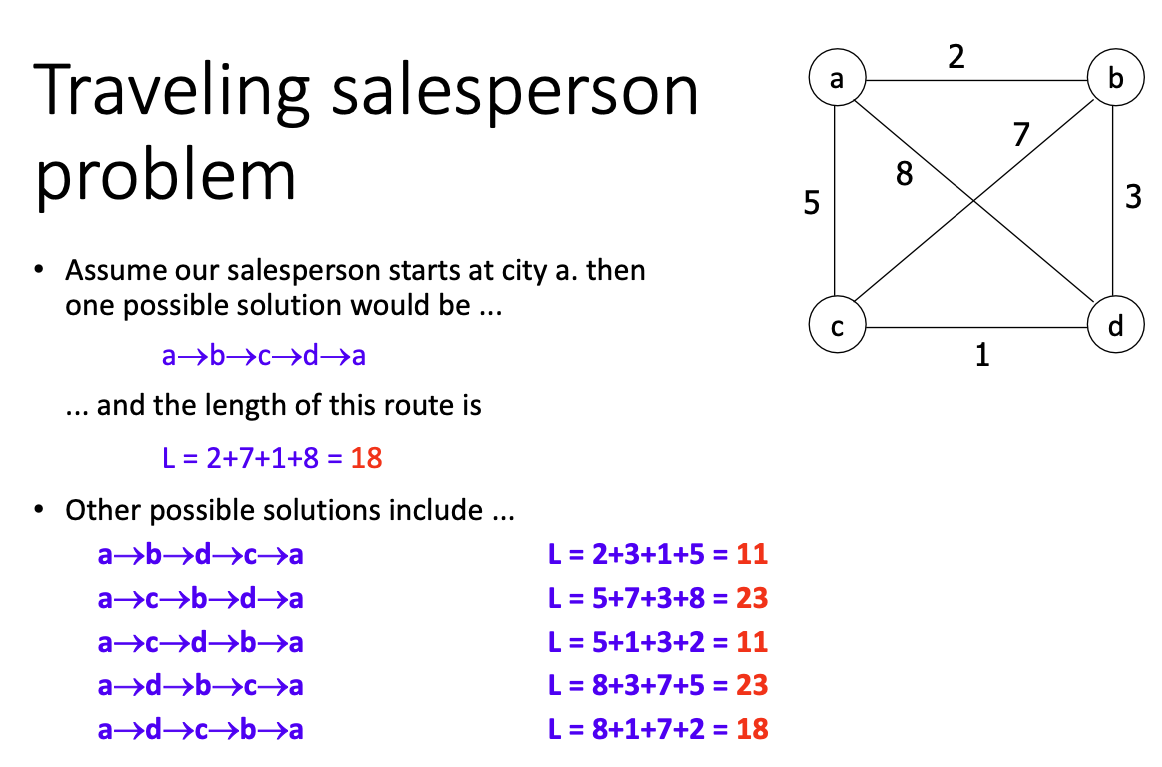 Traveling salesperson
problem
• Assume our salesperson starts at city a. then
one possible solution would be ...
a→b→c→d→a
... and the length of this route is
L = 2+7+1+8 = 18
• Other possible solutions include ...
a→b→d→c→a L = 2+3+1+5 = 11
a→c→b→d→a L = 5+7+3+8 = 23
a→c→d→b→a L = 5+1+3+2 = 11
a→d→b→c→a L = 8+3+7+5 = 23
a→d→c→b→a L = 8+1+7+2 = 18
2
a
b
7
8
5
3
c
d
1